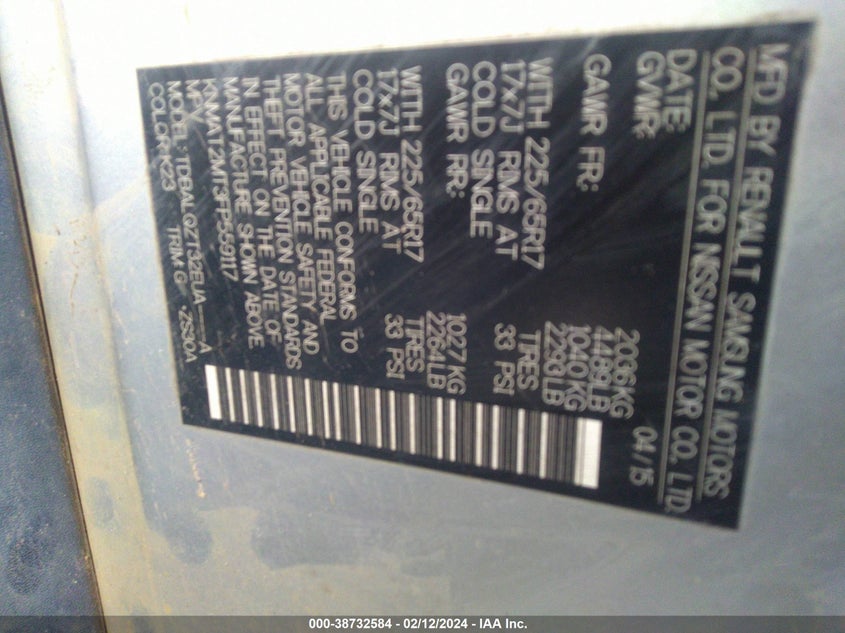 MFD BY RENAULT SAMSUNG MOTORS
CO., LTD. FOR NISSAN MOTOR CO., LTD.
DATE: 04/15
GVWR: 2036KG
4489LB
GAWR FR: 1040KG
2293LB
WITH 225/65R17 TIRES
17x7J RIMS AT 33 PSI
COLD SINGLE
GAWR RR: 1027KG
2264LB
WITH 225/65R17 TIRES
17x7J RIMS AT 33 PSI
COLD SINGLE
THIS VEHICLE CONFORMS TO
ALL APPLICABLE FEDERAL
MOTOR VEHICLE SAFETY AND
THEFT PREVENTION STANDARDS
IN EFFECT ON THE DATE OF
MANUFACTURE SHOWN ABOVE
KNMAT2MT3FP559117
MPV
MODEL: TDBALQZT32EUA-----A
COLOR: K23 TRIM: G -ZS30A
000-38732584 - 02/12/2024 - IAA Inc.